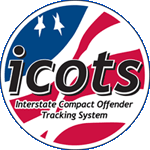 icots
Interstate Compact Offender
Tracking System